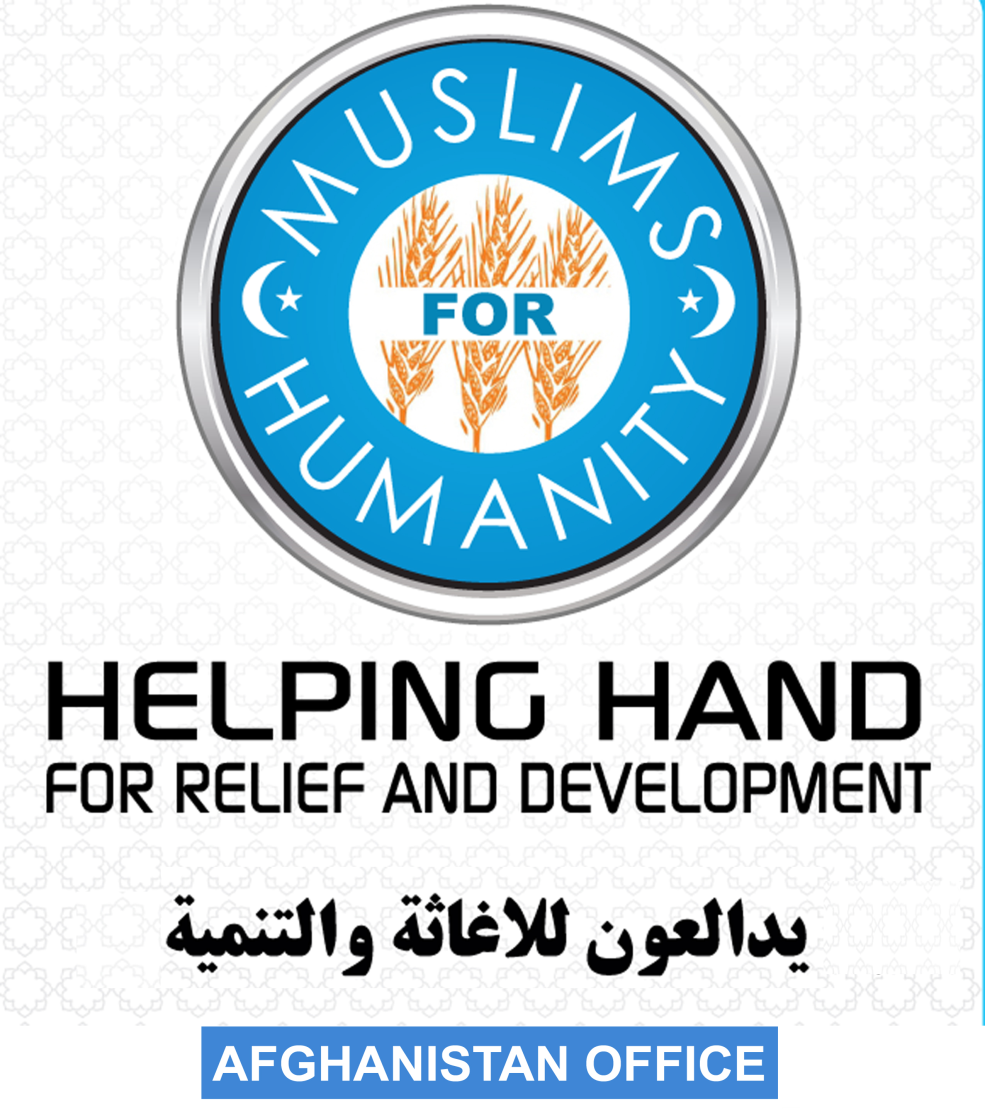 MUSLIMS
FOR
HUMANITY
HELPING HAND
FOR RELIEF AND DEVELOPMENT
يدالعون للاغاثة والتنمية
AFGHANISTAN OFFICE